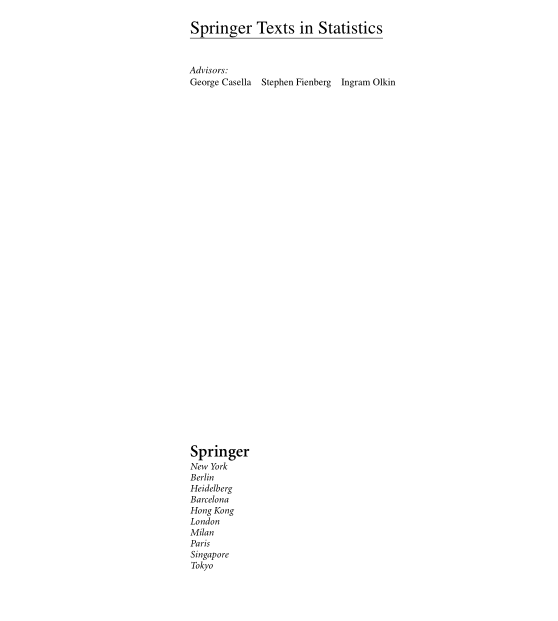 Springer Texts in Statistics
Advisors:
George Casella Stephen Fienberg Ingram Olkin
Springer
New York
Berlin
Heidelberg
Barcelona
Hong Kong
London
Milan
Paris
Singapore
Tokyo